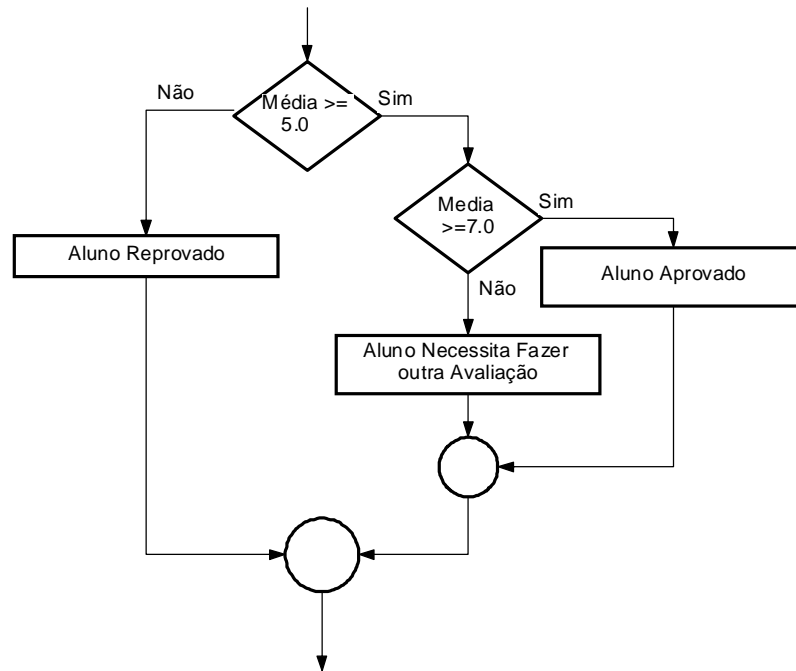 Não
Média >=
5.0
Sim
Media
>=7.0
Sim
Aluno Reprovado
Aluno Aprovado
Não
Aluno Necessita Fazer
outra Avaliação